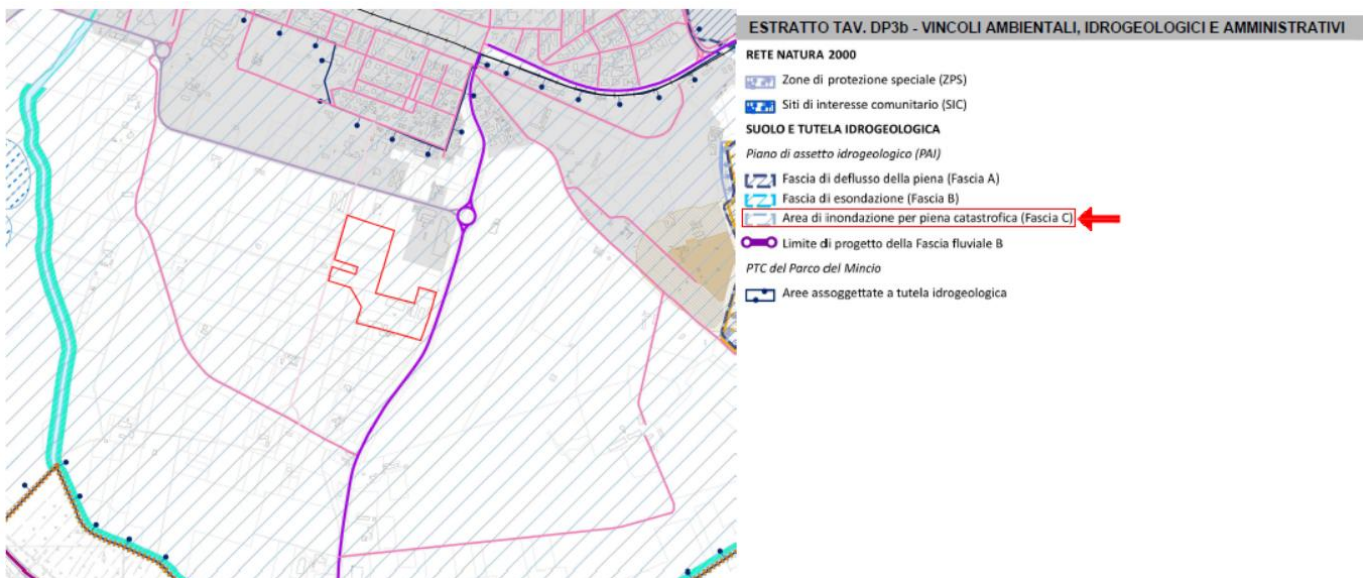 ESTRATTO TAV. DP3b - VINCOLI AMBIENTALI, IDROGEOLOGICI E AMMINISTRATIVI
RETE NATURA 2000
Zone di protezione speciale (ZPS)
Siti di interesse comunitario (SIC)
SUOLO E TUTELA IDROGEOLOGICA
Piano di assetto idrogeologico (PAI)
Fascia di deflusso della piena (Fascia A)
Fascia di esondazione (Fascia B)
Area di inondazione per piena catastrofica (Fascia C)
Limite di progetto della Fascia fluviale B
PTC del Parco del Mincio
Aree assoggettate a tutela idrogeologica